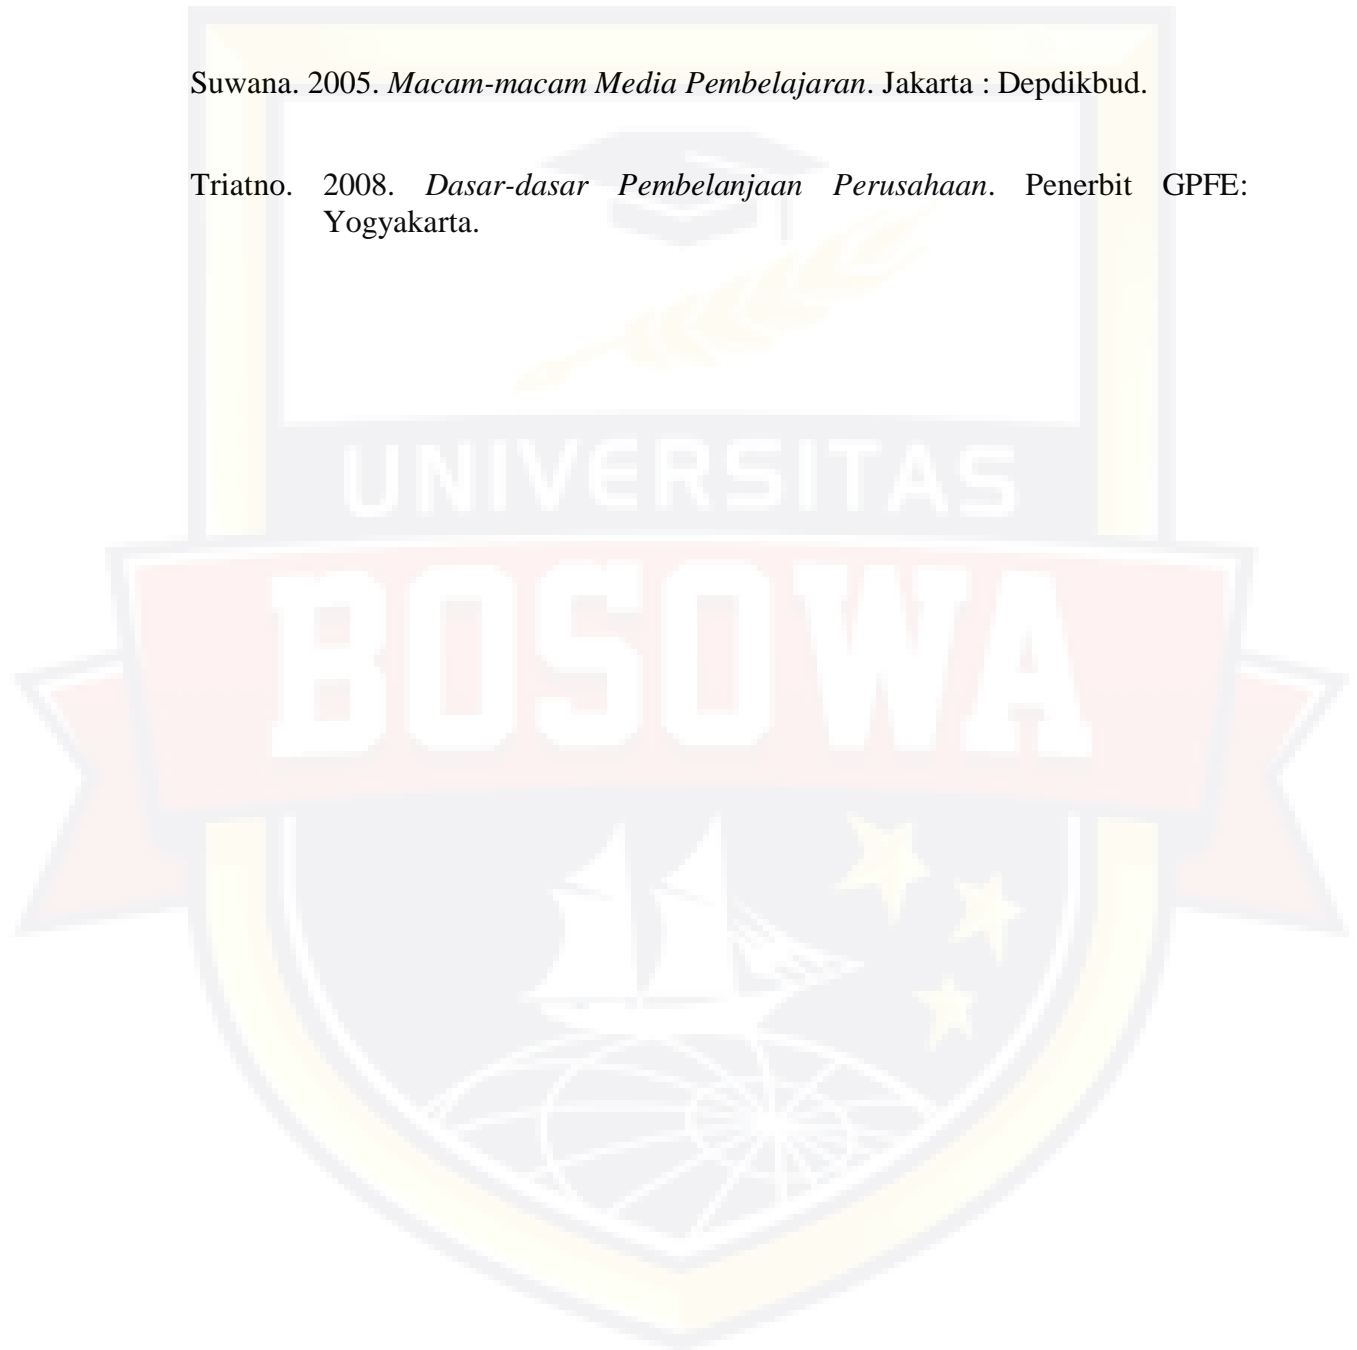 Suwana. 2005. Macam-macam Media Pembelajaran. Jakarta : Depdikbud.
Triatno. 2008. Dasar-dasar Pembelanjaan Perusahaan. Penerbit GPFE:
Yogyakarta.
UNIVERSITAS
BOSOWA